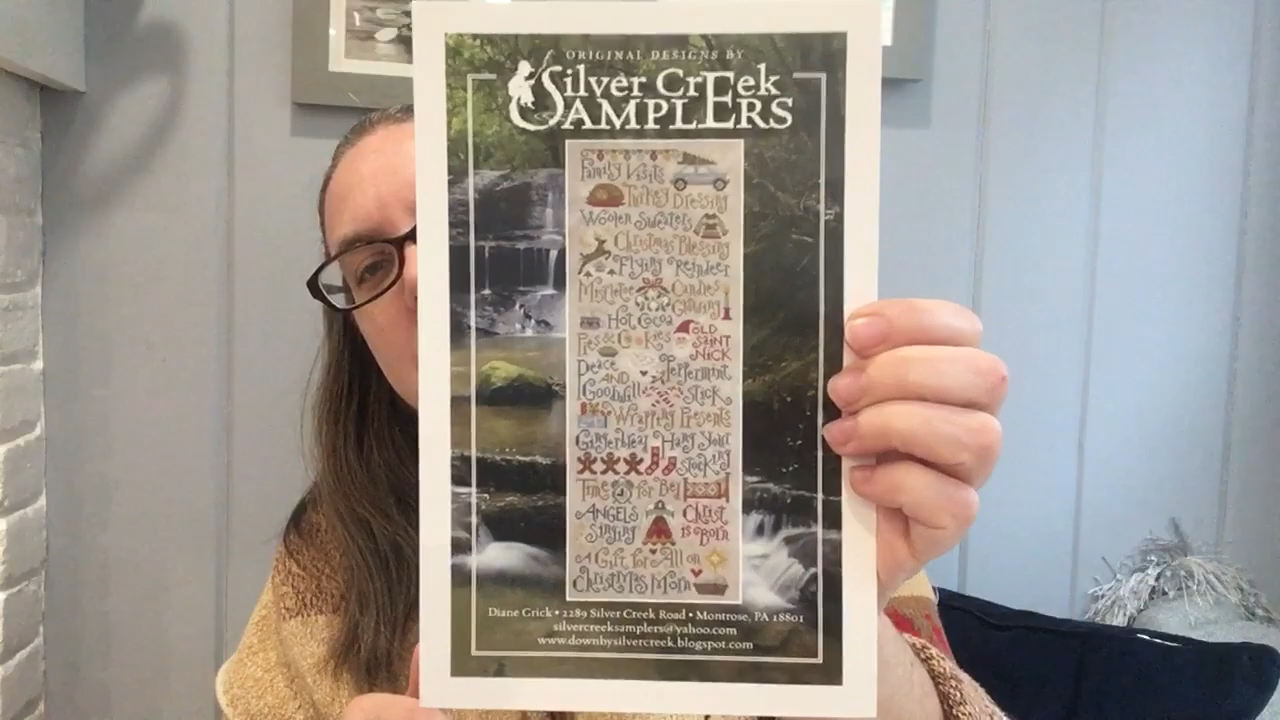 ORIGINAL DESIGNS BY
Silver CrEek
SAMPLERS
Family Visits
Turkey Dressing
Woolen Sweaters
Christmas Blessing
Flying Reindeer
Mistletoe Candles
Glowing
Hot Cocoa
Pies & Cookies OLD
SAINT
NICK
Peace Peppermint
AND
Goodwill Stick
Wrapping Presents
Gingerbread Hang Your
Stocking
Time for Bed
ANGELS Christ
Singing is Born
A Gift for All on
Christmas Morn
Diane Grick • 2289 Silver Creek Road • Montrose, PA 18801
silvercreeksamplers@yahoo.com
www.downbysilvercreek.blogspot.com